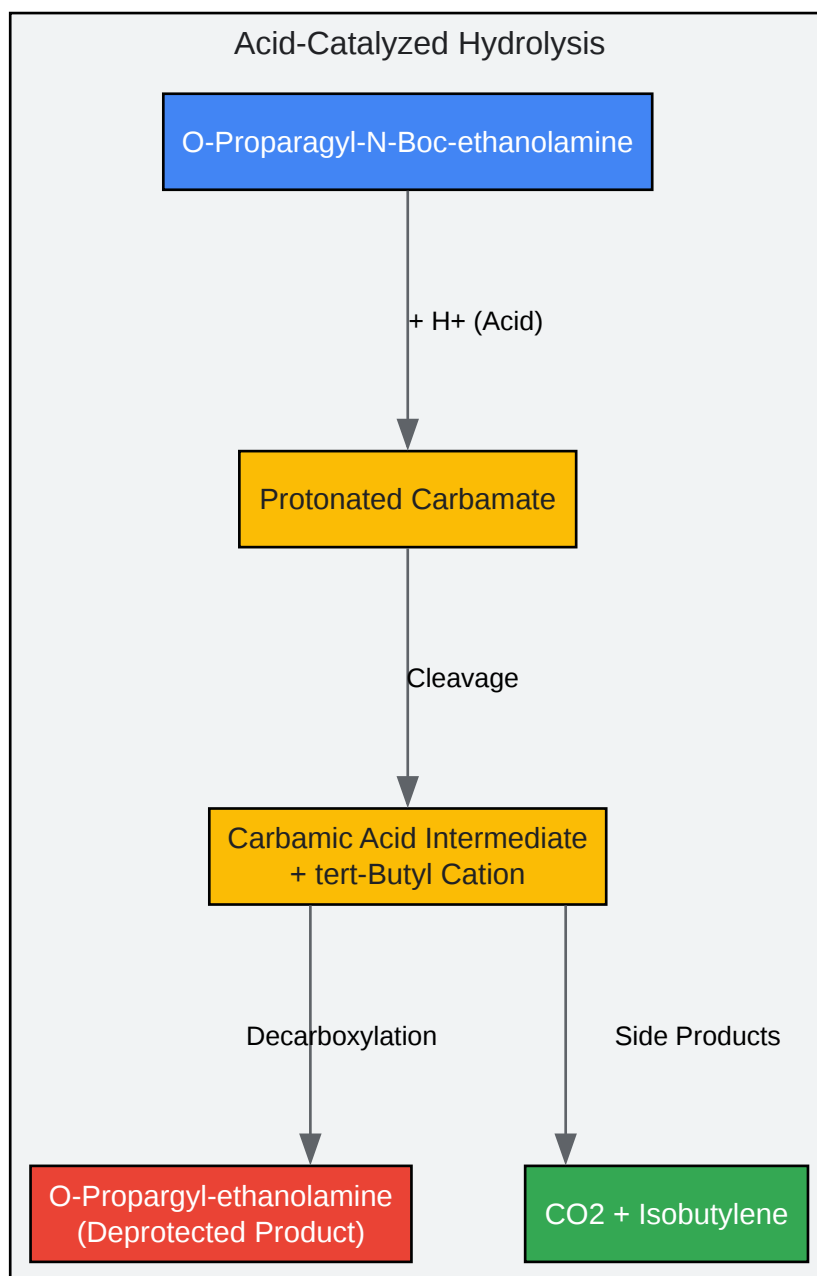 Acid-Catalyzed Hydrolysis
O-Proparagyl-N-Boc-ethanolamine
+ H+ (Acid)
Protonated Carbamate
Cleavage
Carbamic Acid Intermediate
+ tert-Butyl Cation
Decarboxylation
Side Products
O-Propargyl-ethanolamine
(Deprotected Product)
CO2 + Isobutylene